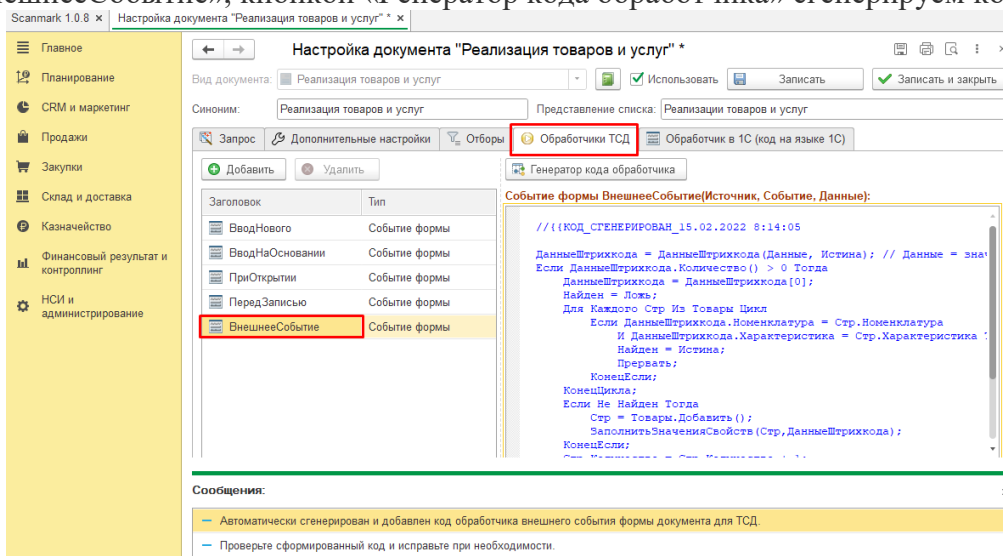 кнопкой «Генератор кода обработчика» сгенерируем
Scanmark 1.0.8 × Настройка документа "Реализация товаров и услуг" * ×
Главное
Планирование
CRM и маркетинг
Продажи
Закупки
Склад и доставка
Казначейство
Финансовый результат и
контроллинг
НСИ и
администрирование
Настройка документа "Реализация товаров и услуг" *
Вид документа: Реализация товаров и услуг Использовать Записать Записать и закрыть
Синоним: Реализация товаров и услуг Представление списка: Реализации товаров и услуг
Запрос Дополнительные настройки Отборы Обработчики ТСД Обработчик в 1С (код на языке 1С)
Добавить Удалить Генератор кода обработчика
Заголовок Тип
ВводНового Событие формы
ВводНаОсновании Событие формы
ПриОткрытии Событие формы
ПередЗаписью Событие формы
ВнешнееСобытие Событие формы
Событие формы ВнешнееСобытие(Источник, Событие, Данные):
//{{КОД_СГЕНЕРИРОВАН_15.02.2022 8:14:05
ДанныеШтрихкода = ДанныеШтрихкода(Данные, Истина); // Данные =
Если ДанныеШтрихкода.Количество() > 0 Тогда
ДанныеШтрихкода = ДанныеШтрихкода[0];
Найден = Ложь;
Для Каждого Стр Из Товары Цикл
Если ДанныеШтрихкода.Номенклатура = Стр.Номенклатура
И ДанныеШтрихкода.Характеристика = Стр.Характеристика
Найден = Истина;
Прервать;
КонецЕсли;
КонецЦикла;
Если Не Найден Тогда
Стр = Товары.Добавить();
ЗаполнитьЗначенияСвойств(Стр,ДанныеШтрихкода);
КонецЕсли;
Сообщения:
— Автоматически сгенерирован и добавлен код обработчика внешнего события формы документа для ТСД.
— Проверьте сформированный код и исправьте при необходимости.